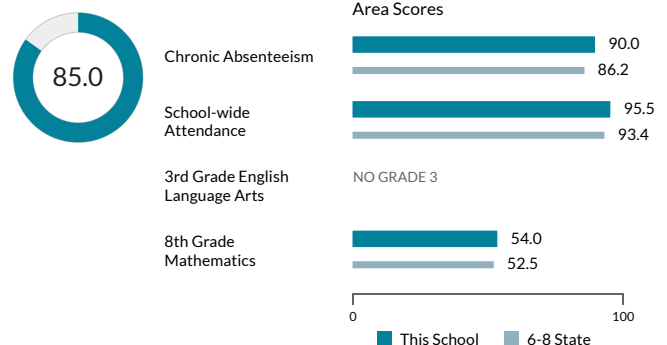 Area Scores
85.0
Chronic Absenteeism
90.0
86.2
School-wide
Attendance
95.5
93.4
3rd Grade English
Language Arts
NO GRADE 3
8th Grade
Mathematics
54.0
52.5
0
100
This School
6-8 State